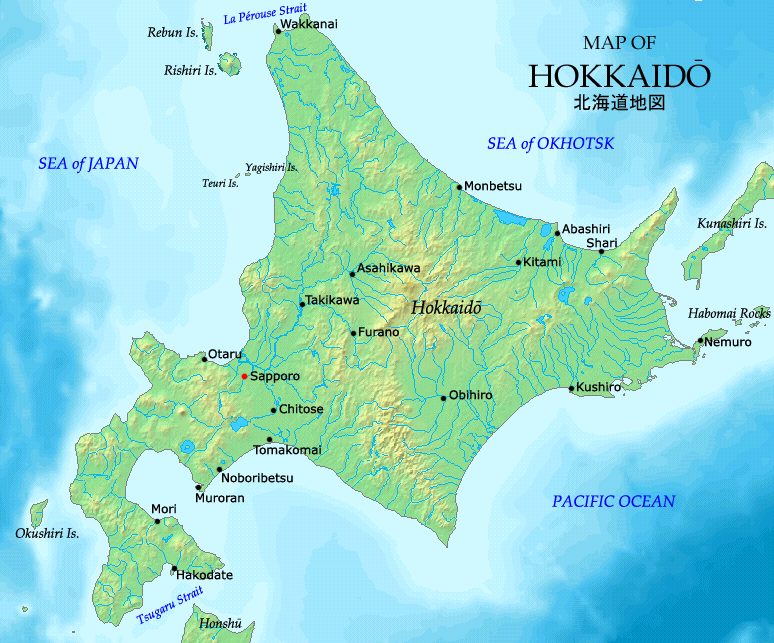 La Pérouse Strait
Wakkanai
Rebun Is.
Rishiri Is.
MAP OF
HOKKAIDŌ
北海道地図
SEA of JAPAN
SEA of OKHOTSK
Yagishiri Is.
Teuri Is.
Monbetsu
Abashiri
Shari
Kunashiri Is.
Kitami
Asahikawa
Takikawa
Hokkaidō
Habomai Rocks
Furano
Nemuro
Otaru
Sapporo
Kushiro
Obihiro
Chitose
Tomakomai
Noboribetsu
Muroran
PACIFIC OCEAN
Mori
Okushiri Is.
Hakodate
Tsugaru Strait
Honshū